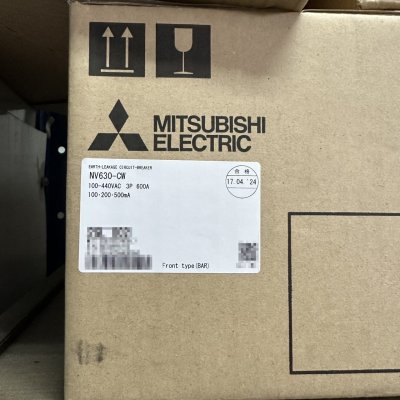 MITSUBISHI
ELECTRIC
EARTH-LEAKAGE CIRCUIT-BREAKER
NV630-CW
100-440VAC 3P 600A
100·200·500mA
合格
17.04.'24
Front type(BAR)